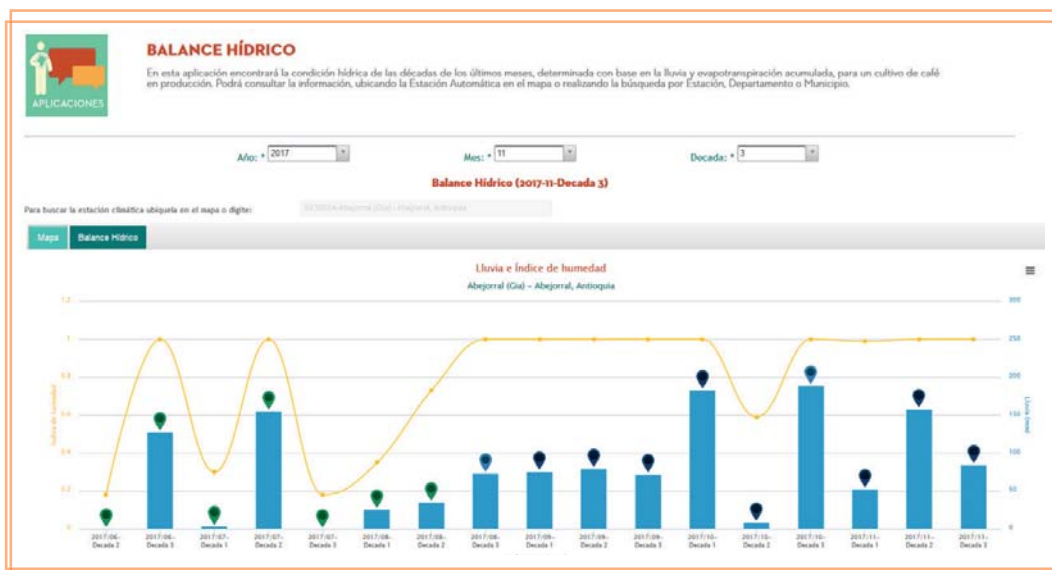 BALANCE HÍDRICO
En esta aplicación encontrará la condición hídrica de las décadas de los últimos meses, determinada con base en la lluvia y evapotranspiración acumulada, para un cultivo de café
en producción. Podrá consultar la información, ubicando la Estación Automática en el mapa o realizando la búsqueda por Estación, Departamento o Municipio.
APLICACIONES
Año: * 2017 Mes: * 11 Decada: * 3
Balance Hídrico (2017-11-Decada 3)
Para buscar la estación climática ubíquela en el mapa o digite:
Abejorral (Gia) - Abejorral, Antioquia
Mapa Balance Hídrico
Lluvia e Índice de humedad
Abejorral (Gia) – Abejorral, Antioquia
1.2 300
1 250
0.8 200
0.6 150
0.4 100
0.2 50
0 0
Índice de humedad
Lluvia (mm)
2017/06- 2017/06- 2017/07- 2017/07- 2017/07- 2017/08- 2017/08- 2017/08- 2017/09- 2017/09- 2017/09- 2017/10- 2017/10- 2017/10- 2017/11- 2017/11- 2017/11-
Decada 2 Decada 3 Decada 1 Decada 2 Decada 3 Decada 1 Decada 2 Decada 3 Decada 1 Decada 2 Decada 3 Decada 1 Decada 2 Decada 3 Decada 1 Decada 2 Decada 3